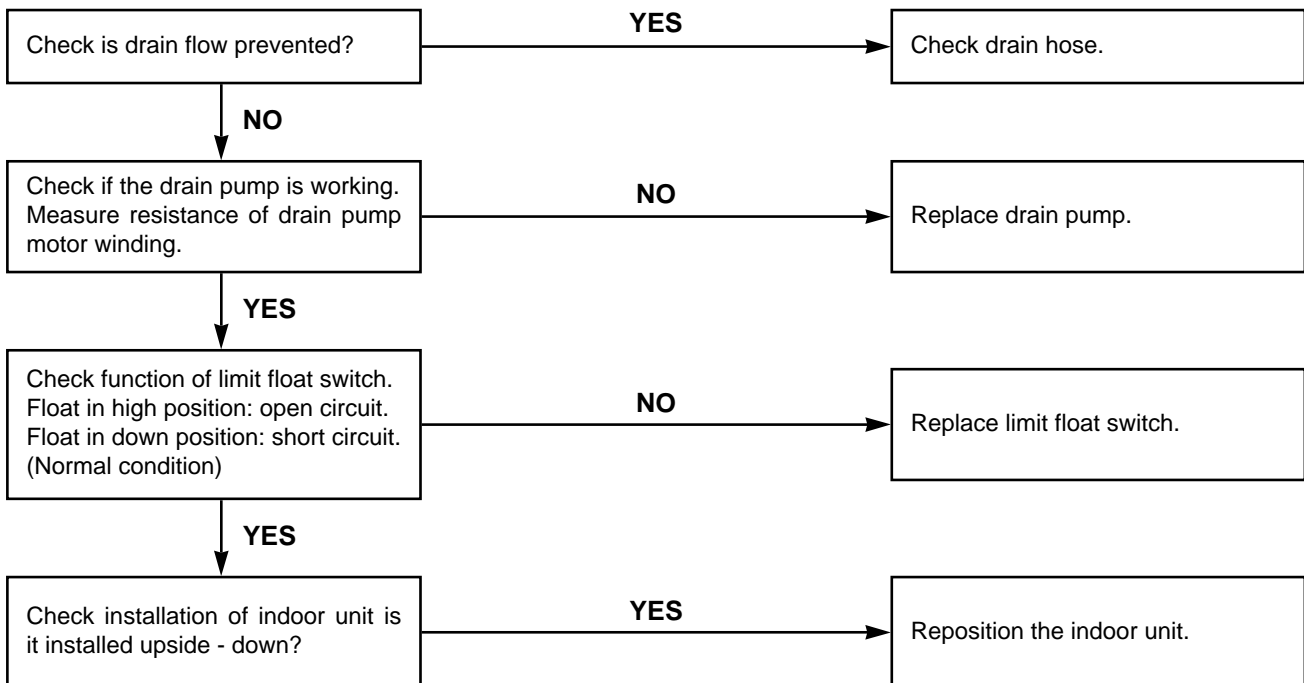 Check is drain flow prevented?
YES
Check drain hose.
NO
Check if the drain pump is working.
Measure resistance of drain pump
motor winding.
NO
Replace drain pump.
YES
Check function of limit float switch.
Float in high position: open circuit.
Float in down position: short circuit.
(Normal condition)
NO
Replace limit float switch.
YES
Check installation of indoor unit is
it installed upside - down?
YES
Reposition the indoor unit.